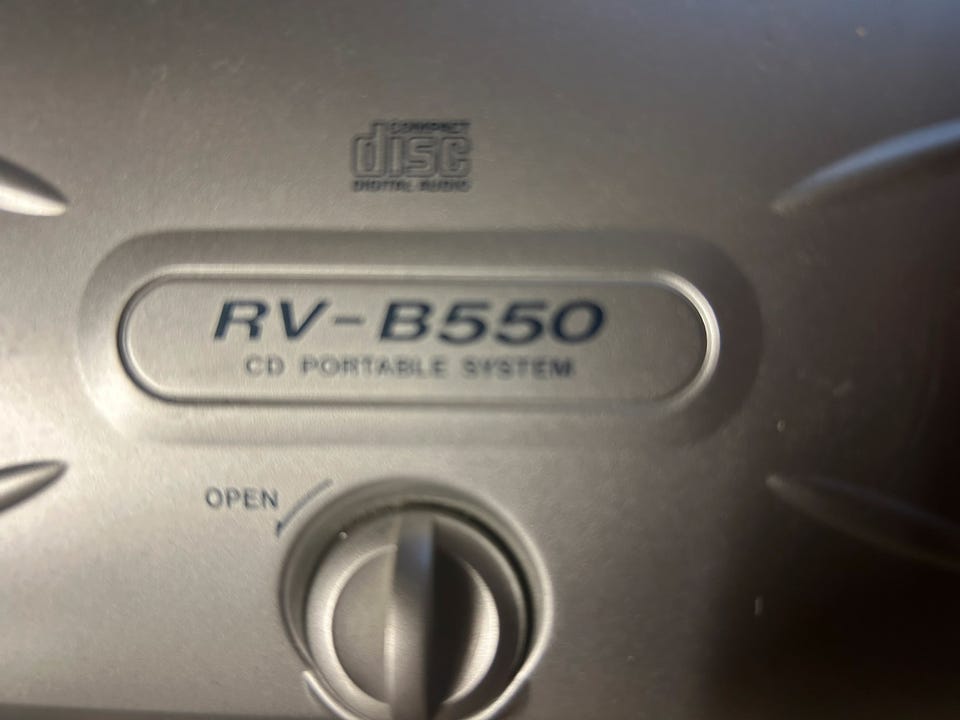 COMPACT
disc
DIGITAL AUDIO
RV-B550
CD PORTABLE SYSTEM
OPEN